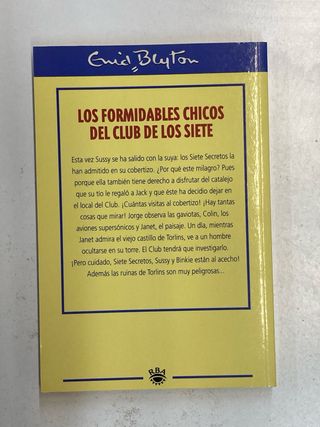 Enid Blyton
LOS FORMIDABLES CHICOS
DEL CLUB DE LOS SIETE
Esta vez Sussy se ha salido con la suya: los Siete Secretos la
han admitido en su cobertizo. ¿Por qué este milagro? Pues
porque ella también tiene derecho a disfrutar del catalejo
que su tío le regaló a Jack y que éste ha decidido dejar en
el local del Club. ¡Cuántas visitas al cobertizo! ¡Hay tantas
cosas que mirar! Jorge observa las gaviotas, Colin, los
aviones supersónicos y Janet, el paisaje. Un día, mientras
Janet admira el viejo castillo de Torlins, ve a un hombre
ocultarse en su torre. El Club tendrá que investigarlo.
¡Pero cuidado, Siete Secretos, Sussy y Binkie están al acecho!
Además las ruinas de Torlins son muy peligrosas...
RBA